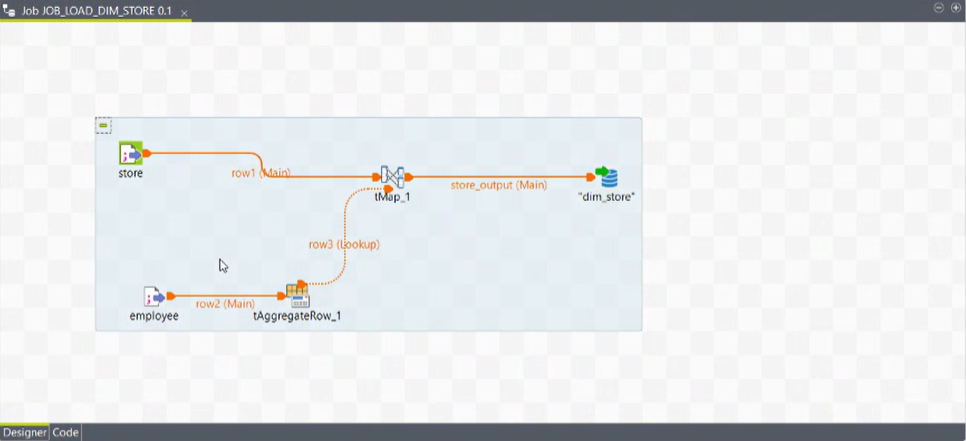 Job JOB_LOAD_DIM_STORE 0.1
store
row1 (Main)
tMap_1
store_output (Main)
"dim_store"
row3 (Lookup)
employee
row2 (Main)
tAggregateRow_1
Designer
Code